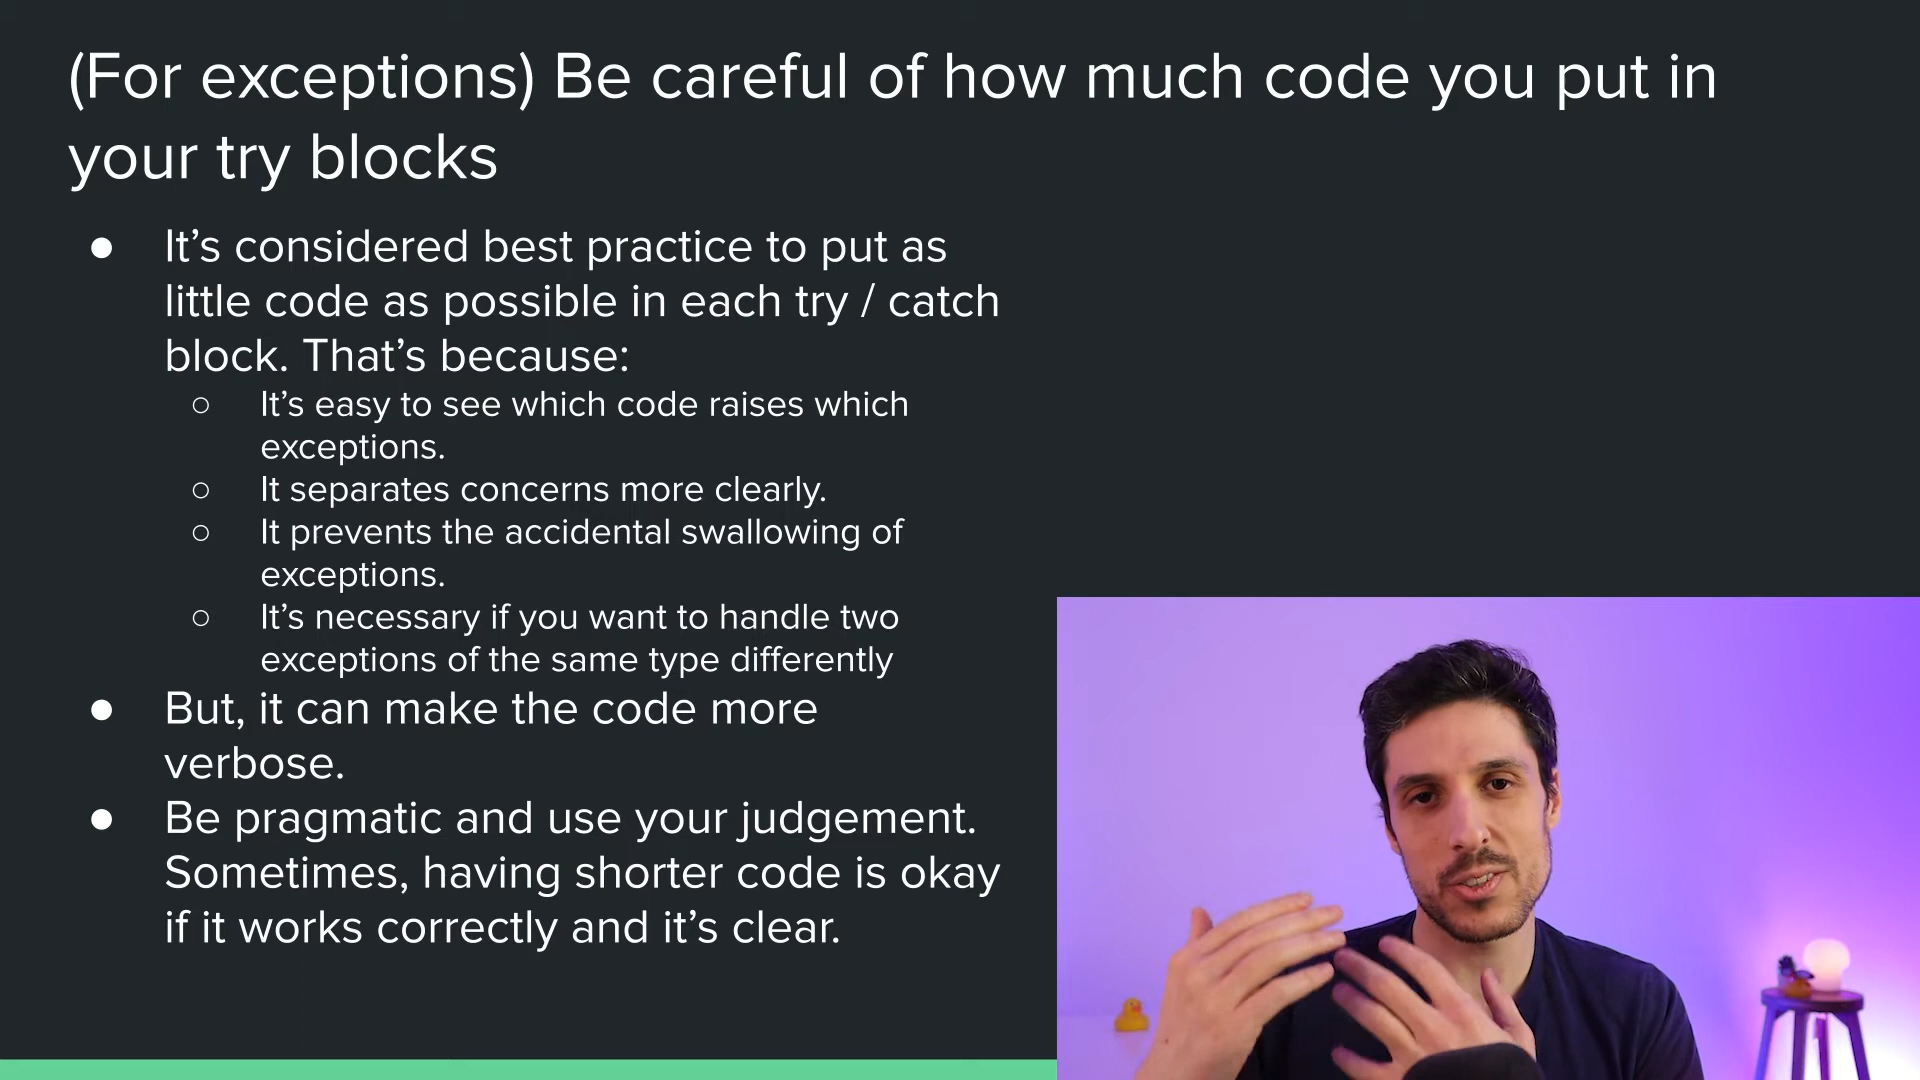 (For exceptions) Be careful of how much code you put in
your try blocks
● It’s considered best practice to put as
little code as possible in each try / catch
block. That’s because:
○ It’s easy to see which code raises which
exceptions.
○ It separates concerns more clearly.
○ It prevents the accidental swallowing of
exceptions.
○ It’s necessary if you want to handle two
exceptions of the same type differently
● But, it can make the code more
verbose.
● Be pragmatic and use your judgement.
Sometimes, having shorter code is okay
if it works correctly and it’s clear.